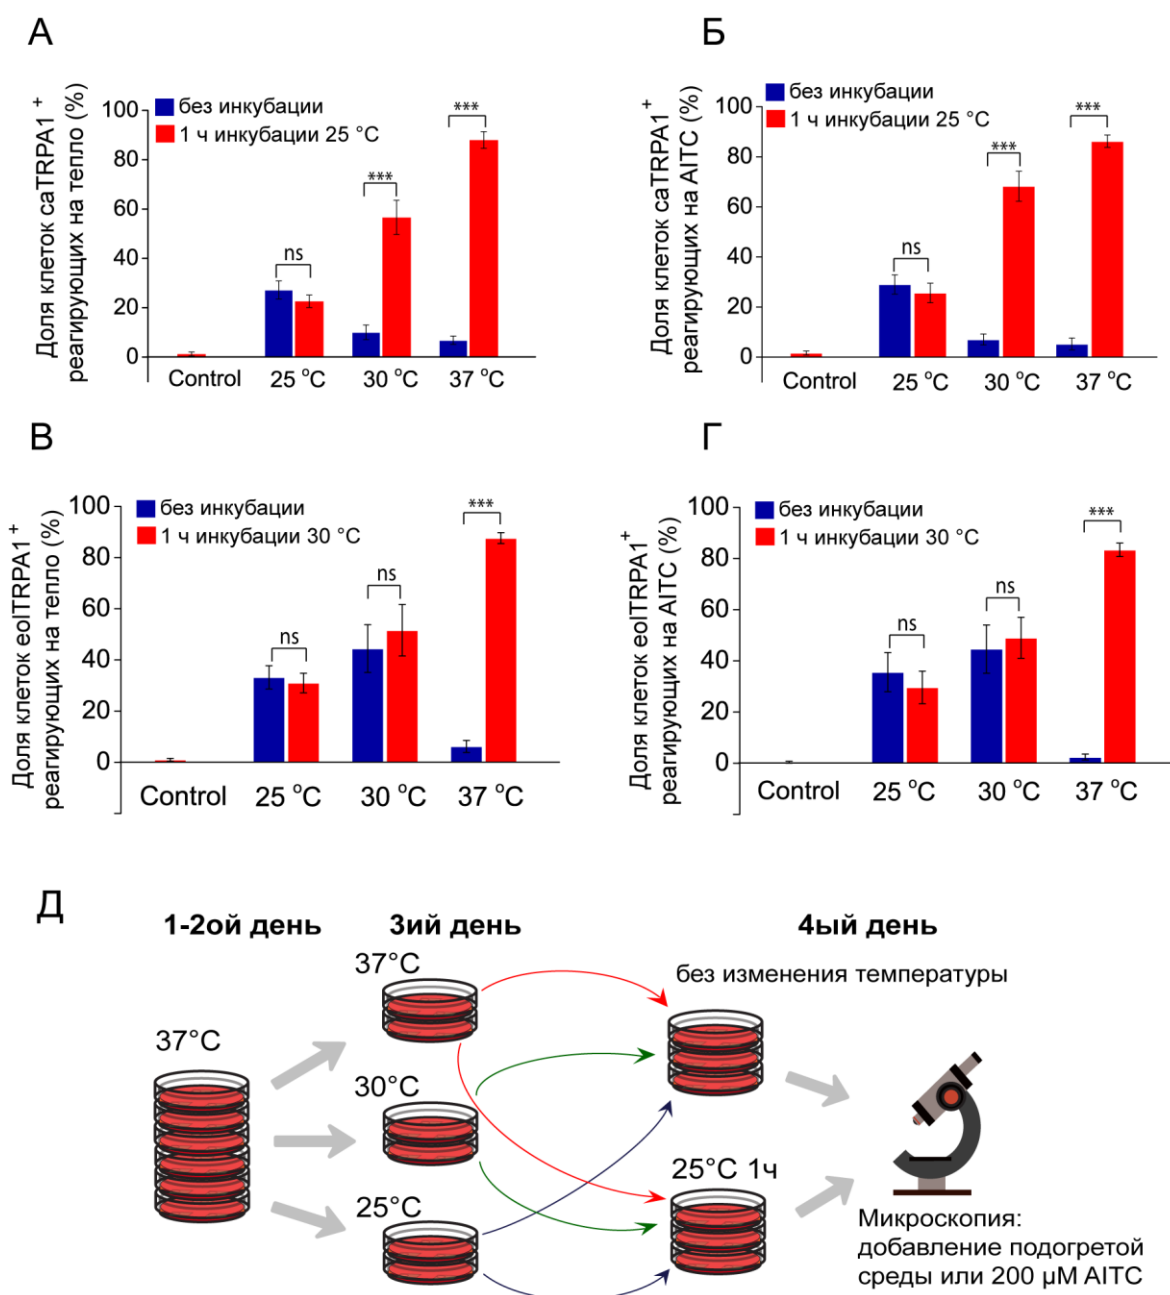 А
Доля клеток caTRPA1+
реагирующих на тепло (%)
100
80
60
40
20
0
без инкубации
1 ч инкубации 25 °C
ns
***
***
Control
25 °C
30 °C
37 °C
Б
Доля клеток caTRPA1+
реагирующих на AITC (%)
100
80
60
40
20
0
без инкубации
1 ч инкубации 25 °C
ns
***
***
Control
25 °C
30 °C
37 °C
В
Доля клеток eolTRPA1+
реагирующих на тепло (%)
100
80
60
40
20
0
без инкубации
1 ч инкубации 30 °C
ns
ns
***
Control
25 °C
30 °C
37 °C
Г
Доля клеток eolTRPA1+
реагирующих на AITC (%)
100
80
60
40
20
0
без инкубации
1 ч инкубации 30 °C
ns
ns
***
Control
25 °C
30 °C
37 °C
Д
1-2ой день
3ий день
4ый день
37°C
37°C
30°C
25°C
без изменения температуры
25°C 1ч
Микроскопия:
добавление подогретой
среды или 200 µM AITC